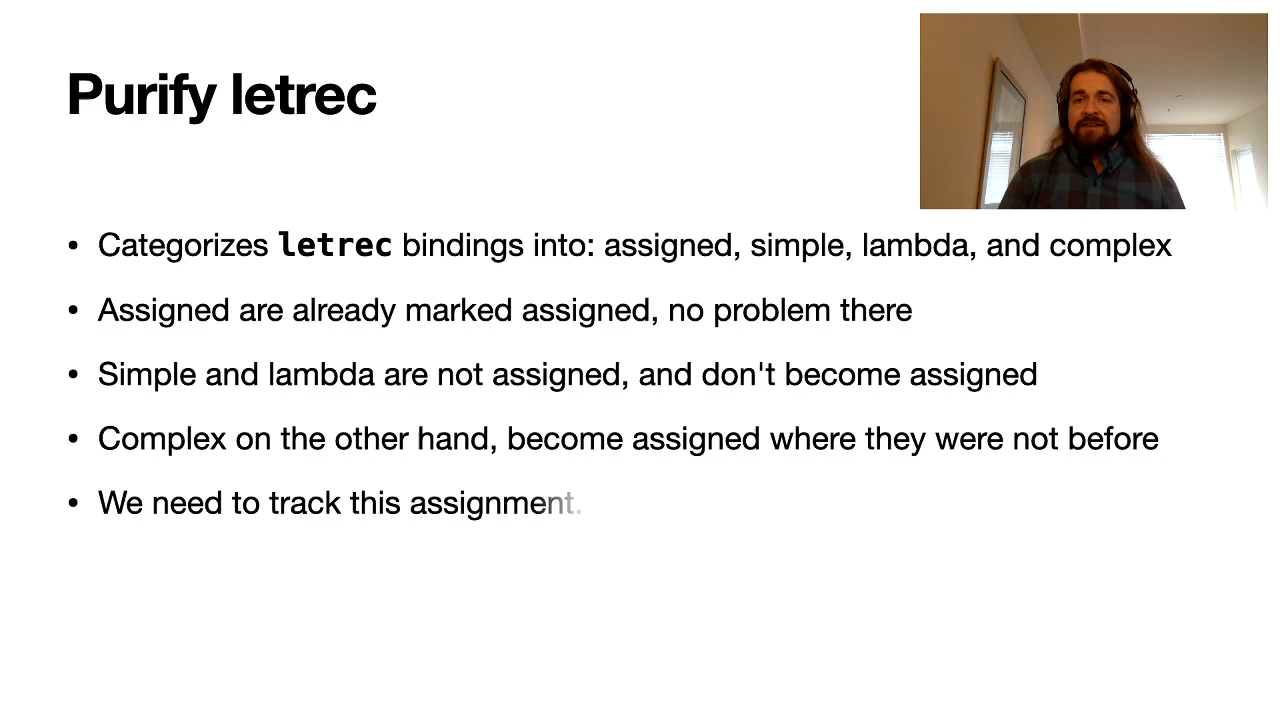 Purify letrec
• Categorizes letrec bindings into: assigned, simple, lambda, and complex
• Assigned are already marked assigned, no problem there
• Simple and lambda are not assigned, and don't become assigned
• Complex on the other hand, become assigned where they were not before
• We need to track this assignment.